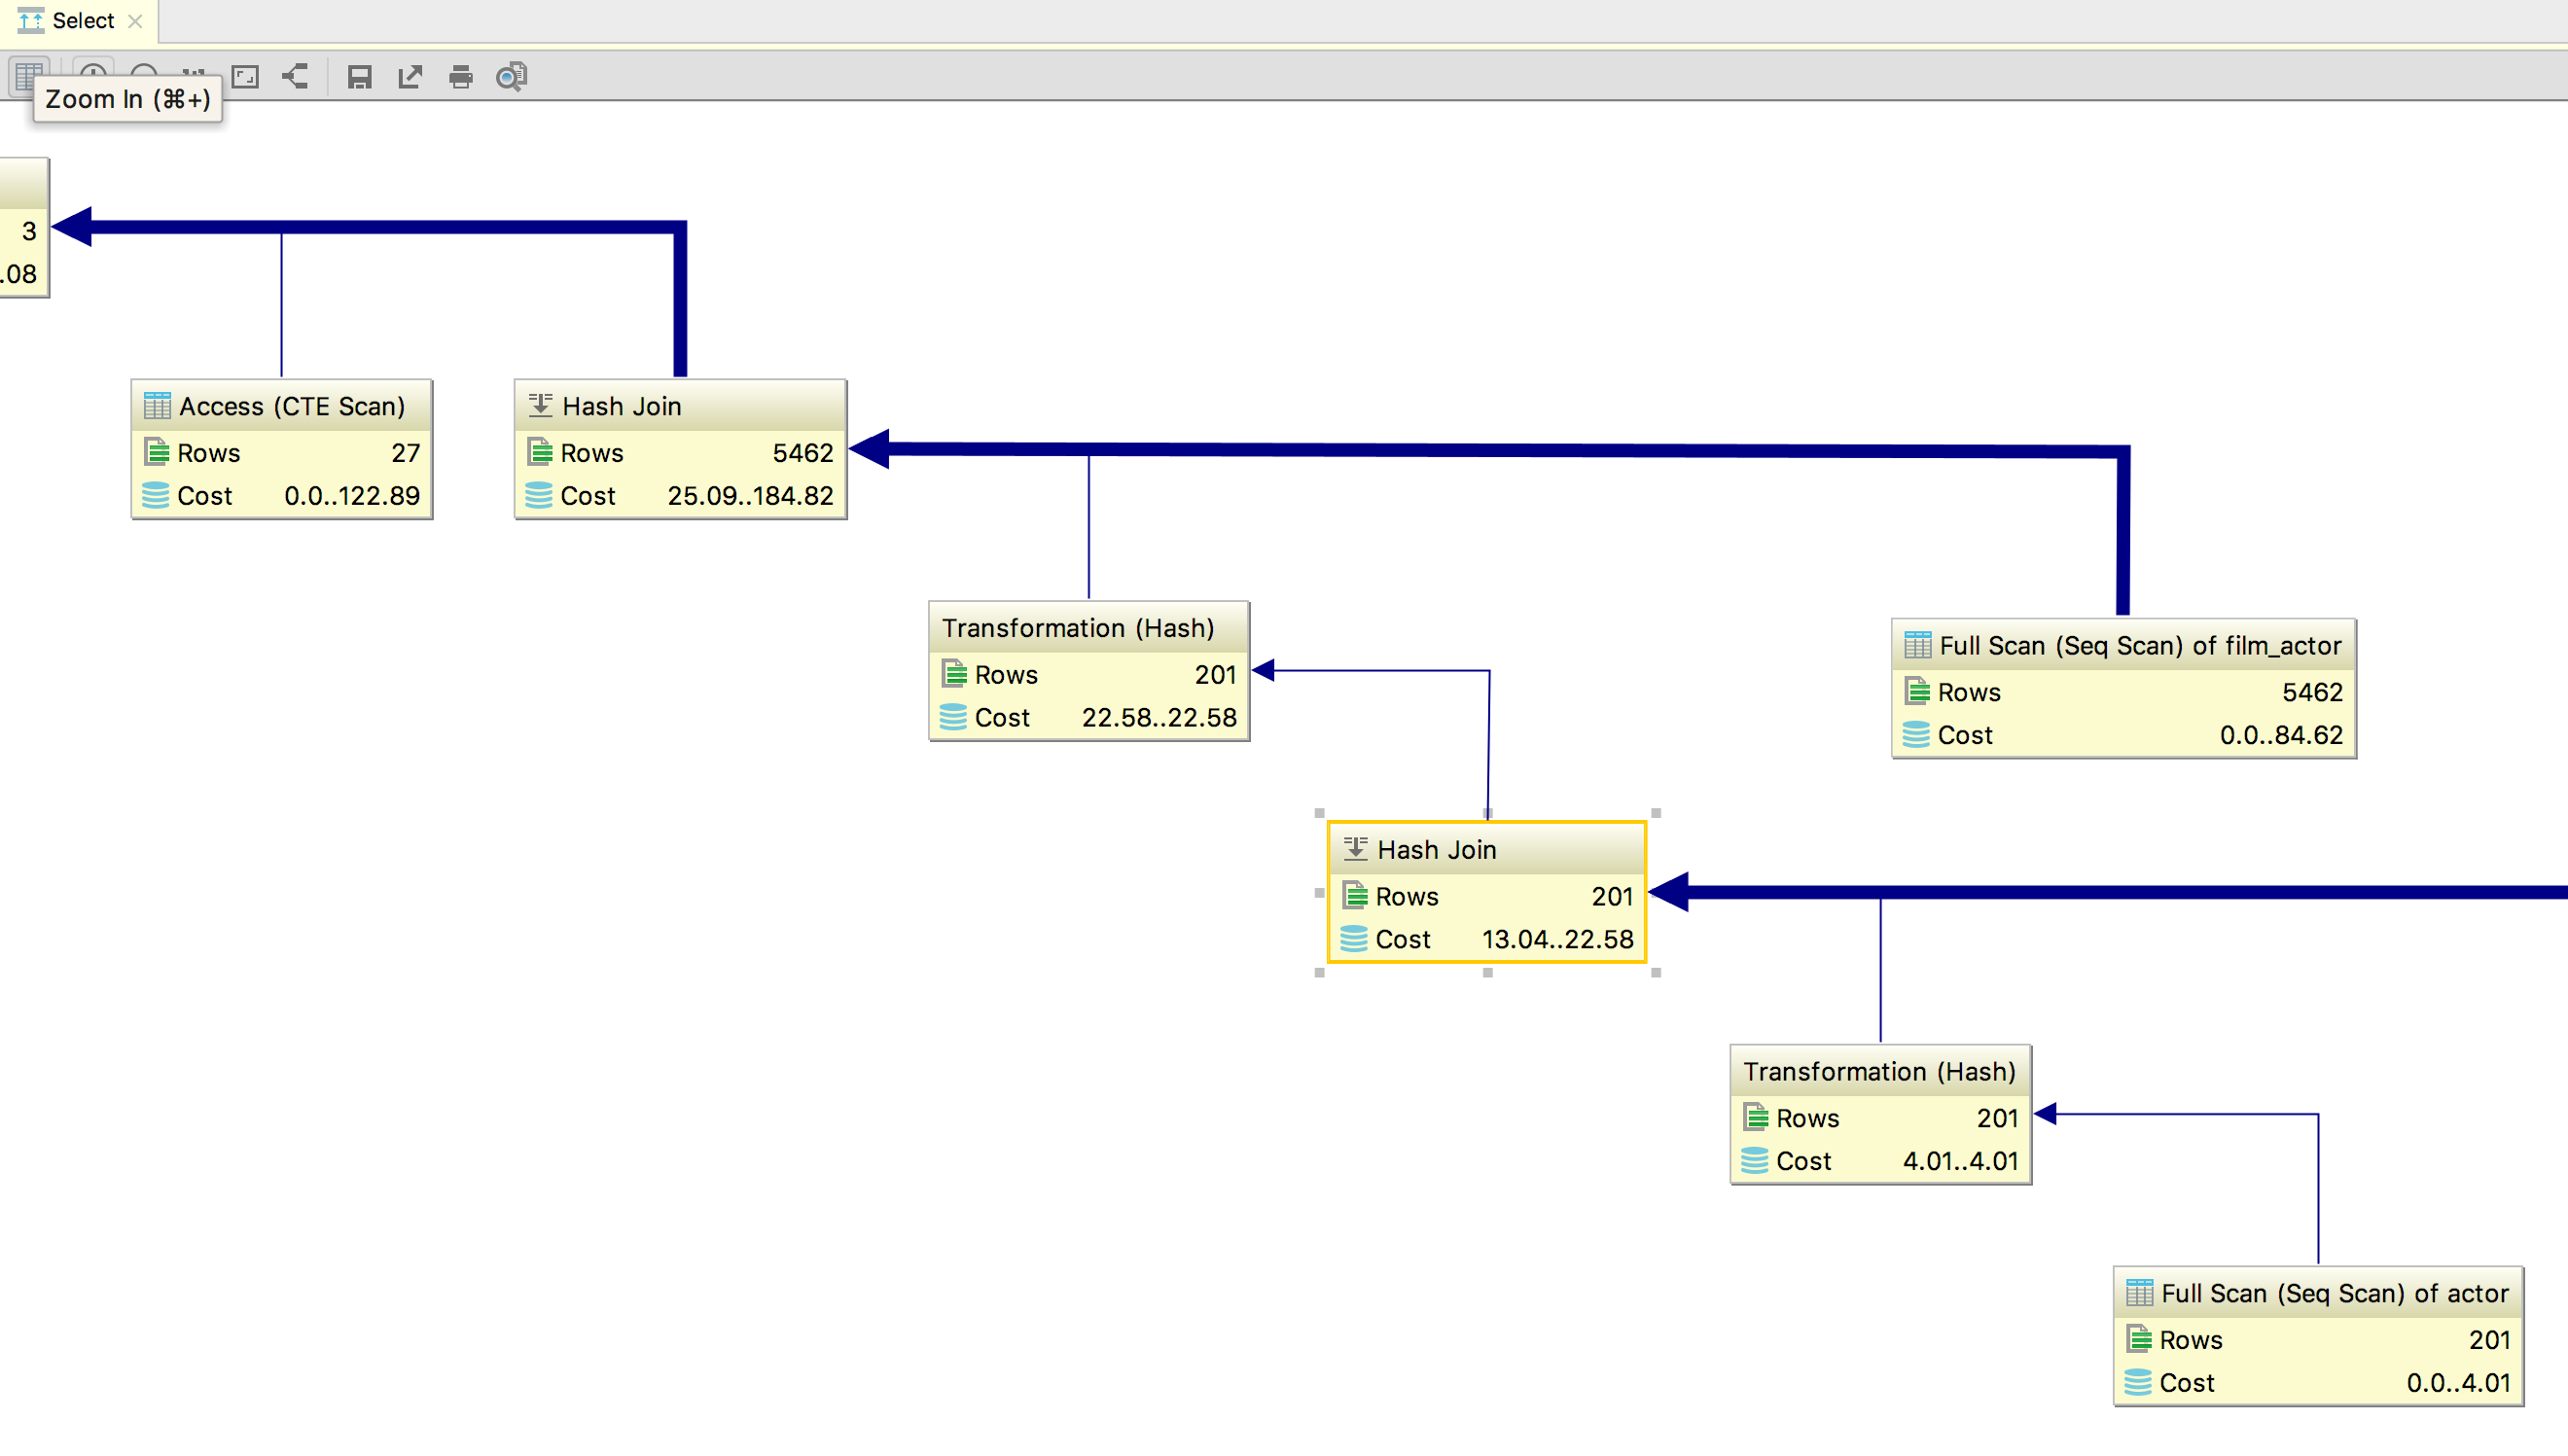 Select
Zoom In (⌘+)
3
.08
Access (CTE Scan)
Rows 27
Cost 0.0..122.89
Hash Join
Rows 5462
Cost 25.09..184.82
Transformation (Hash)
Rows 201
Cost 22.58..22.58
Full Scan (Seq Scan) of film_actor
Rows 5462
Cost 0.0..84.62
Hash Join
Rows 201
Cost 13.04..22.58
Transformation (Hash)
Rows 201
Cost 4.01..4.01
Full Scan (Seq Scan) of actor
Rows 201
Cost 0.0..4.01